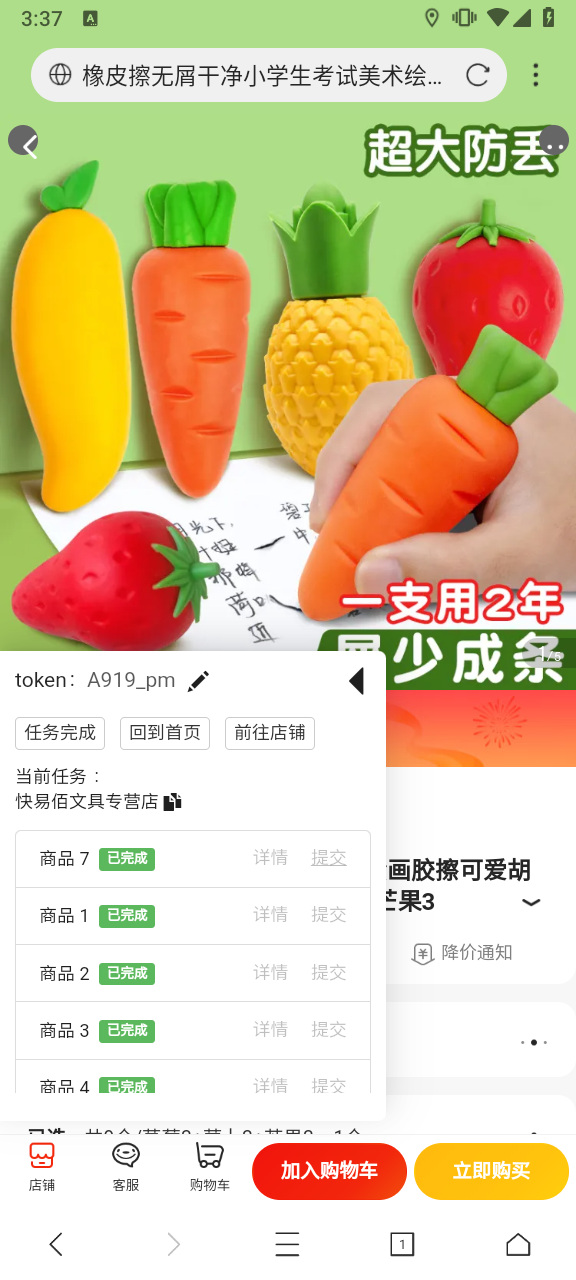 3:37
A
橡皮擦无屑干净小学生考试美术绘...
超大防丢
一支用2年
屑少成条
1/5
token: A919_pm
任务完成 回到首页 前往店铺
当前任务：
快易佰文具专营店
商品 7 已完成 详情 提交
商品 1 已完成 详情 提交
商品 2 已完成 详情 提交
商品 3 已完成 详情 提交
商品 4 已完成 详情 提交
画胶擦可爱胡
芒果3
降价通知
店铺
客服
购物车
加入购物车
立即购买
1